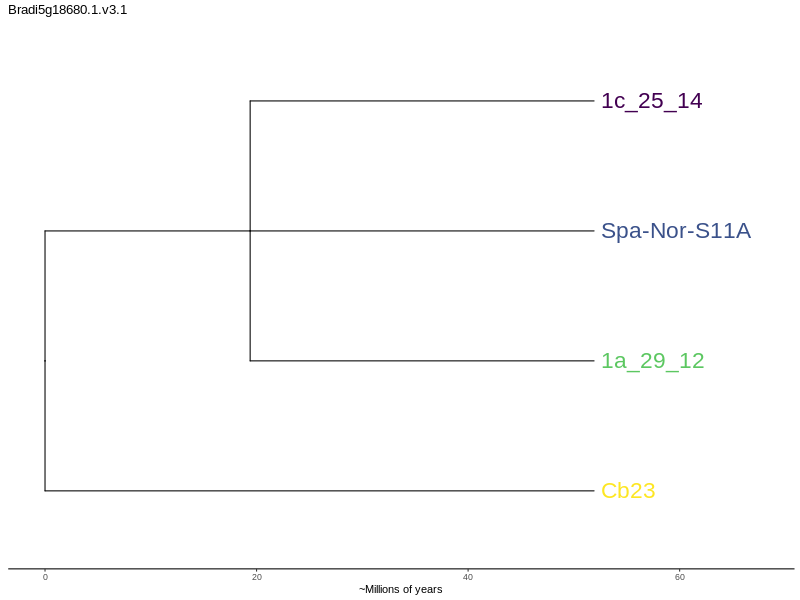 Bradi5g18680.1.v3.1
1c_25_14
Spa-Nor-S11A
1a_29_12
Cb23
0 20 40 60
~Millions of years